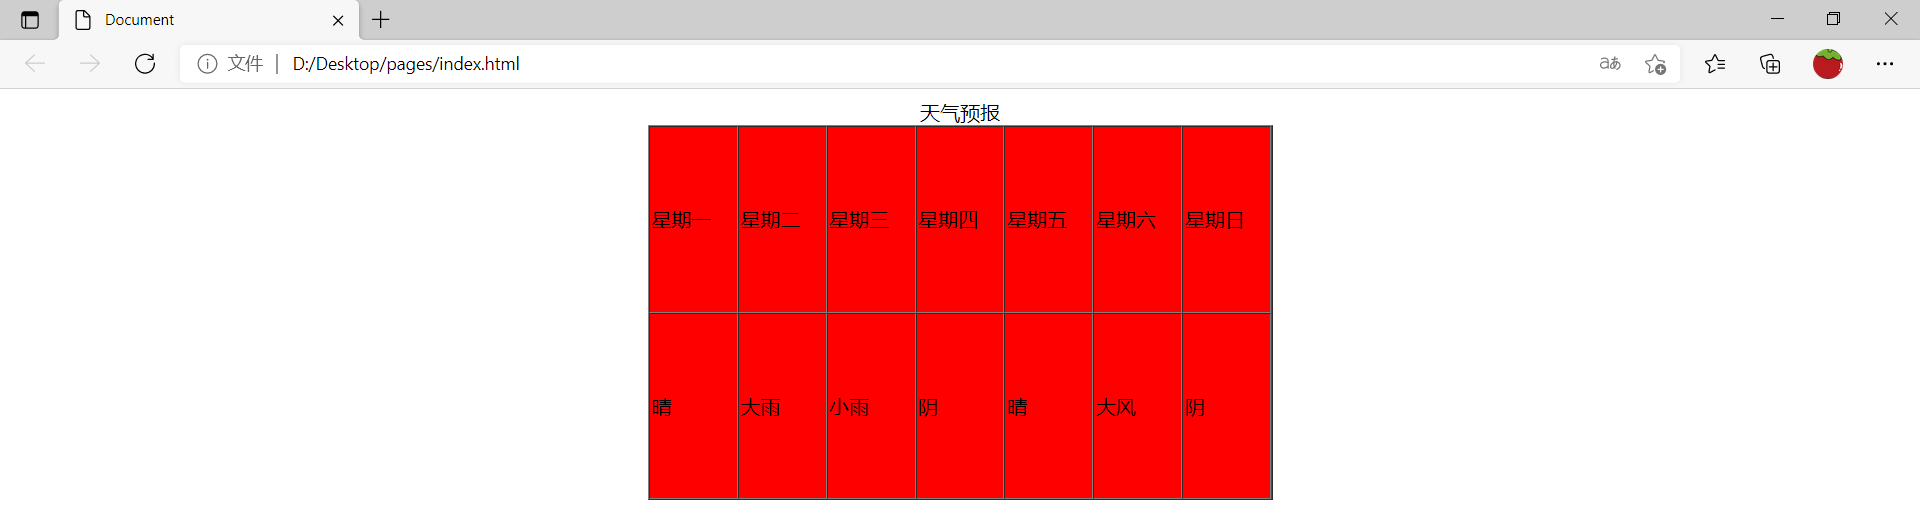 Document
文件 D:/Desktop/pages/index.html
aあ
天气预报
星期一 星期二 星期三 星期四 星期五 星期六 星期日
晴 大雨 小雨 阴 晴 大风 阴